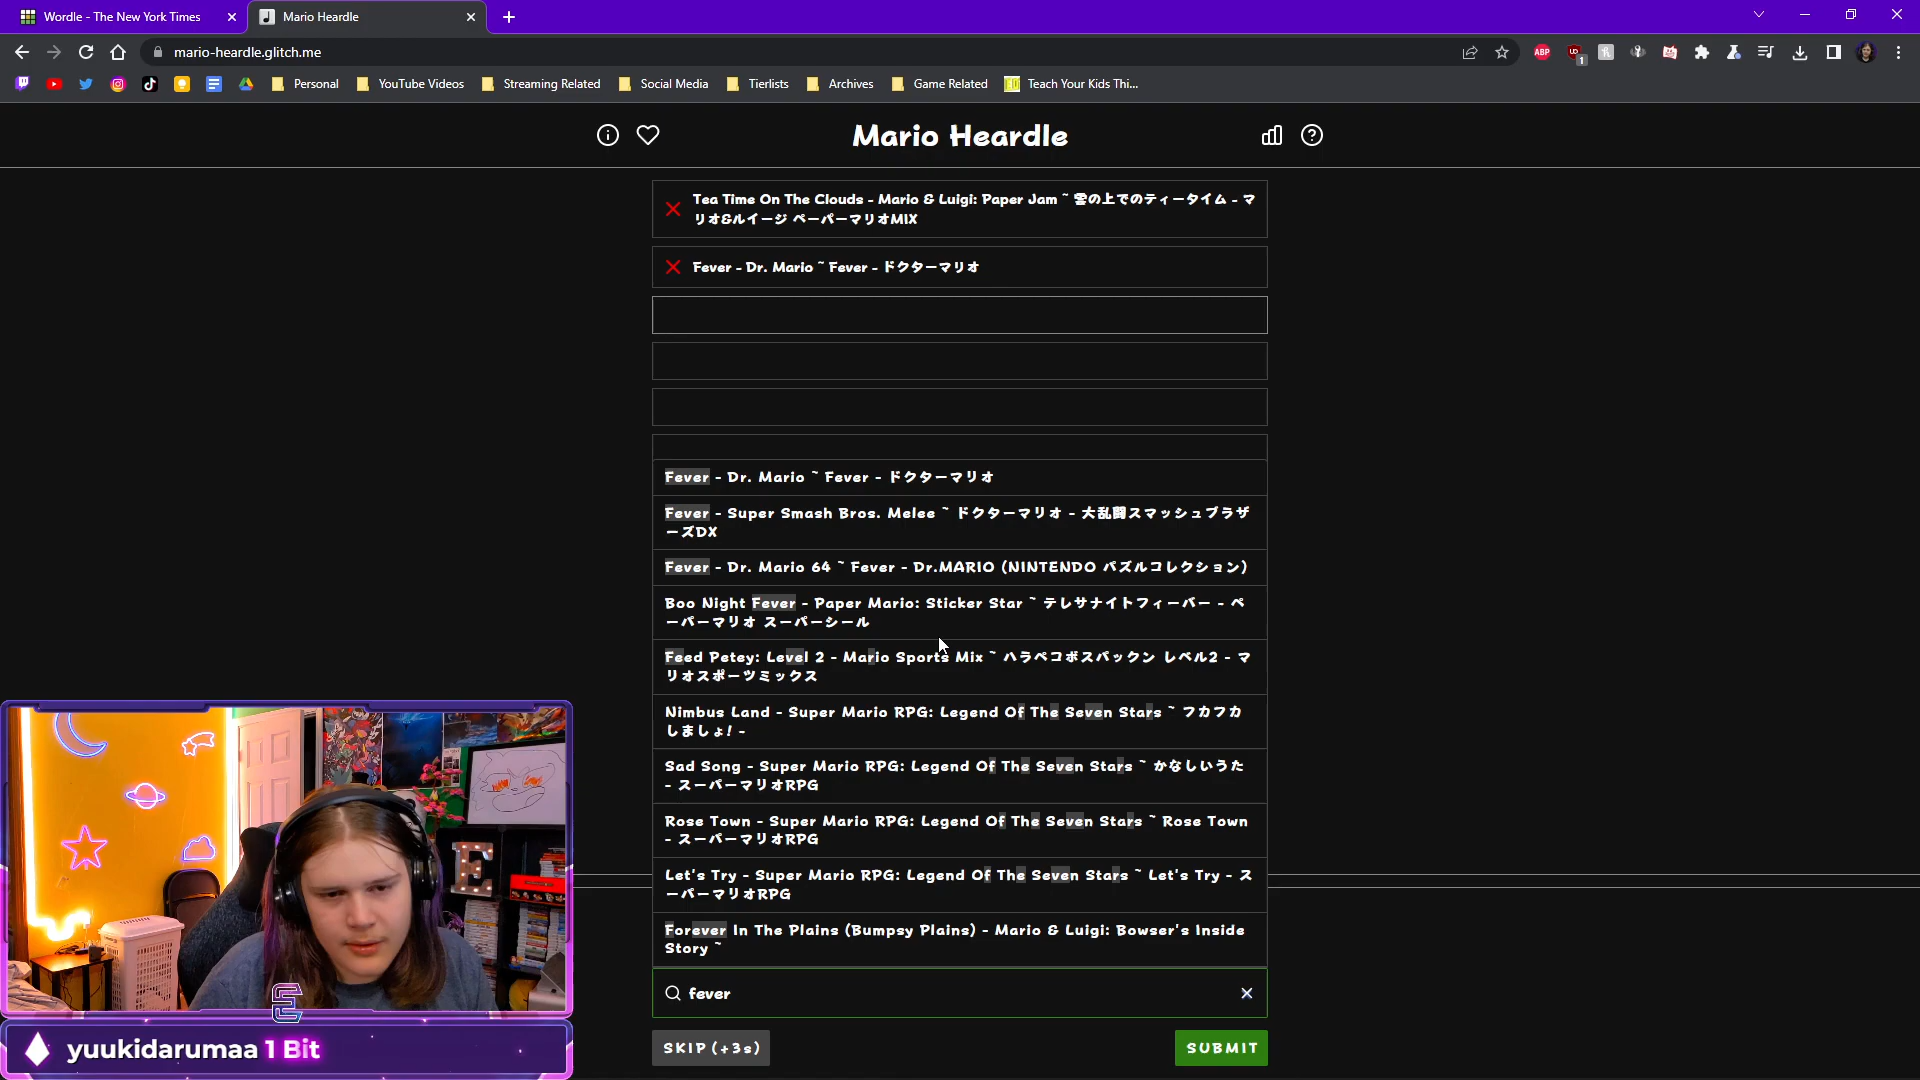 Wordle - The New York Times
Mario Heardle
mario-heardle.glitch.me
ABP
1
Personal
YouTube Videos
Streaming Related
Social Media
Tierlists
Archives
Game Related
Teach Your Kids Thi...
Mario Heardle
Tea Time On The Clouds - Mario & Luigi: Paper Jam ~ 雲の上でのティータイム - マ
リオ&ルイージ ペーパーマリオMIX
Fever - Dr. Mario ~ Fever - ドクターマリオ
Fever - Dr. Mario ~ Fever - ドクターマリオ
Fever - Super Smash Bros. Melee ~ ドクターマリオ - 大乱闘スマッシュブラザ
ーズDX
Fever - Dr. Mario 64 ~ Fever - Dr.MARIO (NINTENDO パズルコレクション)
Boo Night Fever - Paper Mario: Sticker Star ~ テレサナイトフィーバー - ペ
ーパーマリオ スーパーシール
Feed Petey: Level 2 - Mario Sports Mix ~ ハラペコボスパックン レベル2 - マ
リオスポーツミックス
Nimbus Land - Super Mario RPG: Legend Of The Seven Stars ~ フカフカ
しましょ! -
Sad Song - Super Mario RPG: Legend Of The Seven Stars ~ かなしいうた
- スーパーマリオRPG
Rose Town - Super Mario RPG: Legend Of The Seven Stars ~ Rose Town
- スーパーマリオRPG
Let's Try - Super Mario RPG: Legend Of The Seven Stars ~ Let's Try - ス
ーパーマリオRPG
Forever In The Plains (Bumpsy Plains) - Mario & Luigi: Bowser's Inside
Story ~
fever
SKIP (+3s)
SUBMIT
E
yuukidarumaa 1 Bit